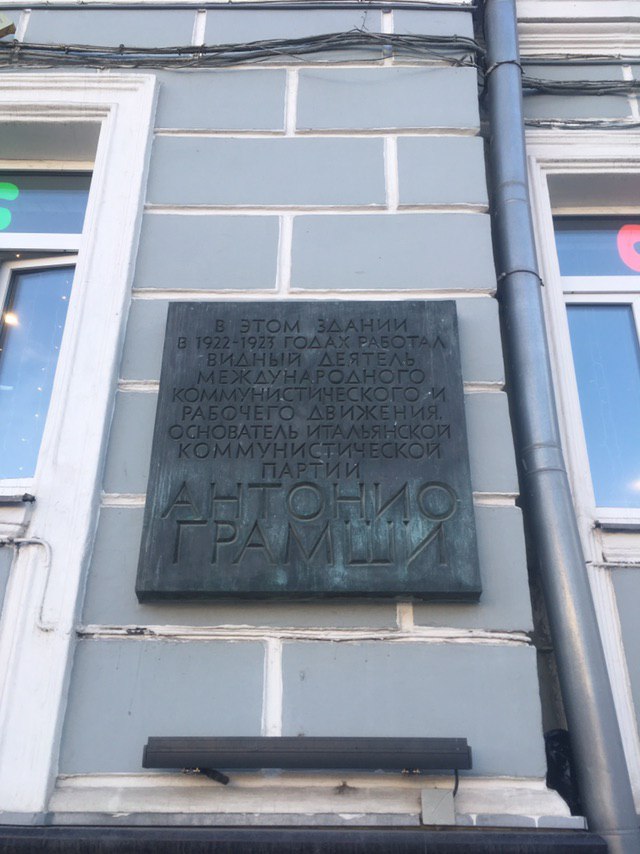 В ЭТОМ ЗДАНИИ
В 1922-1923 ГОДАХ РАБОТАЛ
ВИДНЫЙ ДЕЯТЕЛЬ
МЕЖДУНАРОДНОГО
КОММУНИСТИЧЕСКОГО И
РАБОЧЕГО ДВИЖЕНИЯ.
ОСНОВАТЕЛЬ ИТАЛЬЯНСКОЙ
КОММУНИСТИЧЕСКОЙ
ПАРТИИ
АНТОНИО
ГРАМШИ